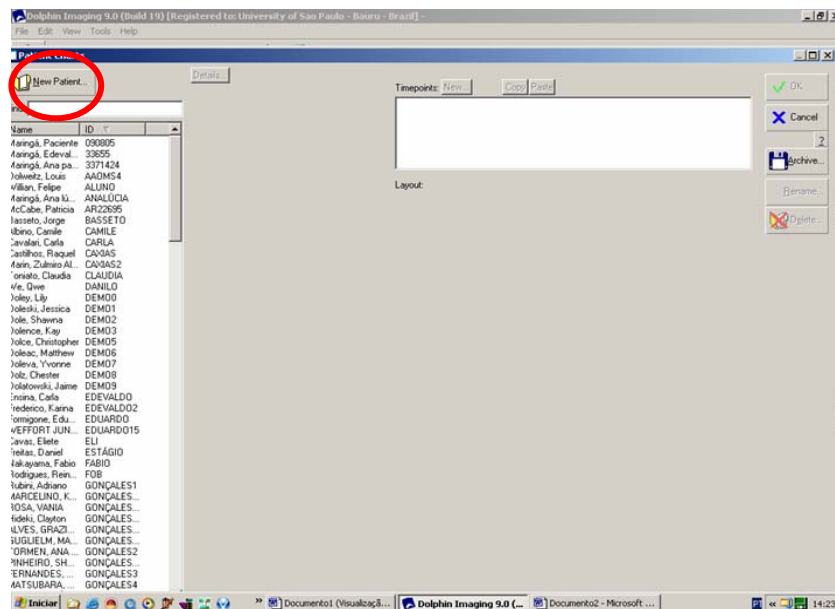 Dolphin Imaging 9.0 (Build 19) [Registered to: University of Sao Paulo - Bauru - Brazil] -
File Edit View Tools Help
Patient Charts
New Patient...
Details...
Timepoints: New... Copy Paste
OK
Cancel
?
Archive...
Rename...
Delete...
Layout:
Name ID
Maringá, Paciente 090805
Maringá, Edeval... 33655
Maringá, Ana pa... 3371424
Dolweitz, Louis AAOMS4
Willian, Felipe ALUNO
Maringá, Ana lú... ANALÚCIA
McCabe, Patricia AR22695
Basseto, Jorge BASSETO
Albino, Camile CAMILE
Cavalari, Carla CARLA
Castilhos, Raquel CAXIAS
Marin, Zulmiro Al... CAXIAS2
Toniato, Claudia CLAUDIA
We, Qwe DANILO
Doley, Lily DEMO0
Doleski, Jessica DEMO1
Dole, Shawna DEMO2
Dolence, Kay DEMO3
Dolce, Christopher DEMO5
Doleac, Matthew DEMO6
Doleva, Yvonne DEMO7
Dolz, Chester DEMO8
Dolatowski, Jaime DEMO9
Ensina, Carla EDEVALDO
Frederico, Karina EDEVALDO2
Formigone, Edu... EDUARDO
WEFFORT JUN... EDUARDO15
Cavas, Eliete ELI
Freitas, Daniel ESTÁGIO
Nakayama, Fabio FABIO
Rodrigues, Rein... FOB
Rubini, Adriano GONÇALES1
MARCELINO, K... GONÇALES...
ROSA, VANIA GONÇALES...
Hideki, Clayton GONÇALES...
ALVES, GRAZI... GONÇALES...
GUGLIELM, MA... GONÇALES...
TORMEN, ANA ... GONÇALES2
PINHEIRO, SH... GONÇALES...
FERNANDES, ... GONÇALES3
MATSUBARA, ... GONÇALES4
Iniciar
Documento1 (Visualizaçã...
Dolphin Imaging 9.0 (...
Documento2 - Microsoft ...
14:23